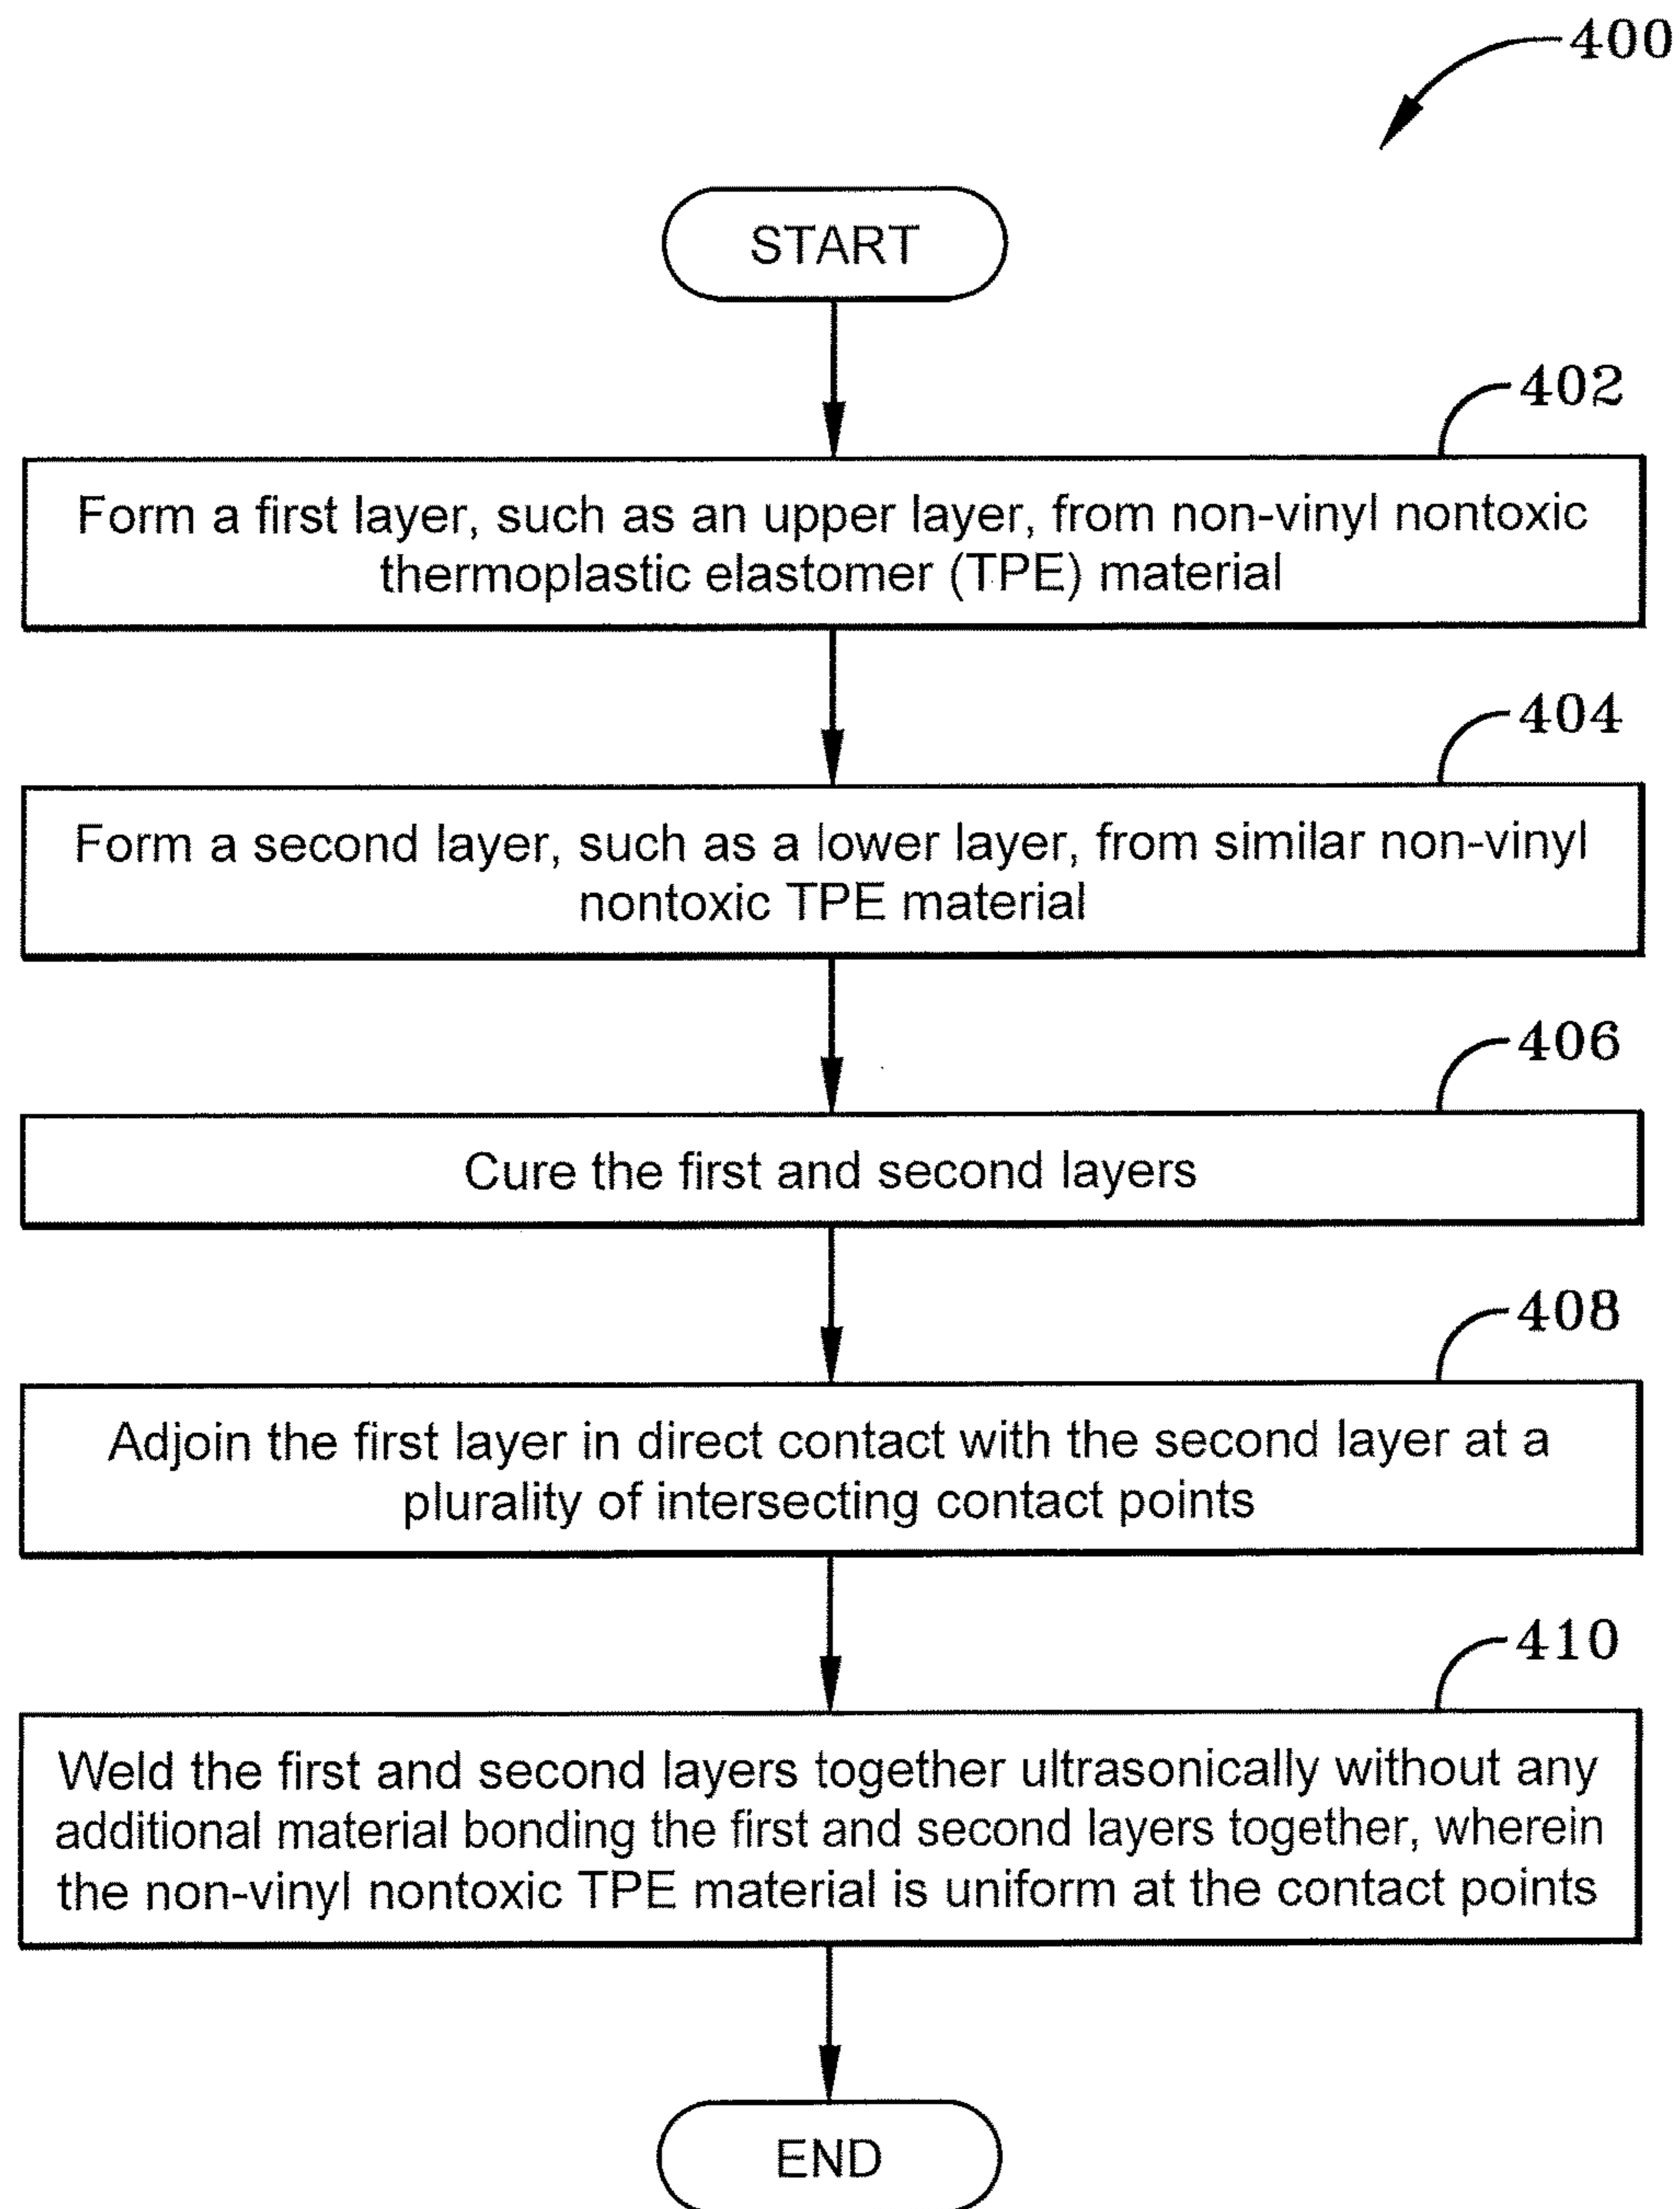 400
START
402
Form a first layer, such as an upper layer, from non-vinyl nontoxic
thermoplastic elastomer (TPE) material
404
Form a second layer, such as a lower layer, from similar non-vinyl
nontoxic TPE material
406
Cure the first and second layers
408
Adjoin the first layer in direct contact with the second layer at a
plurality of intersecting contact points
410
Weld the first and second layers together ultrasonically without any
additional material bonding the first and second layers together, wherein
the non-vinyl nontoxic TPE material is uniform at the contact points
END